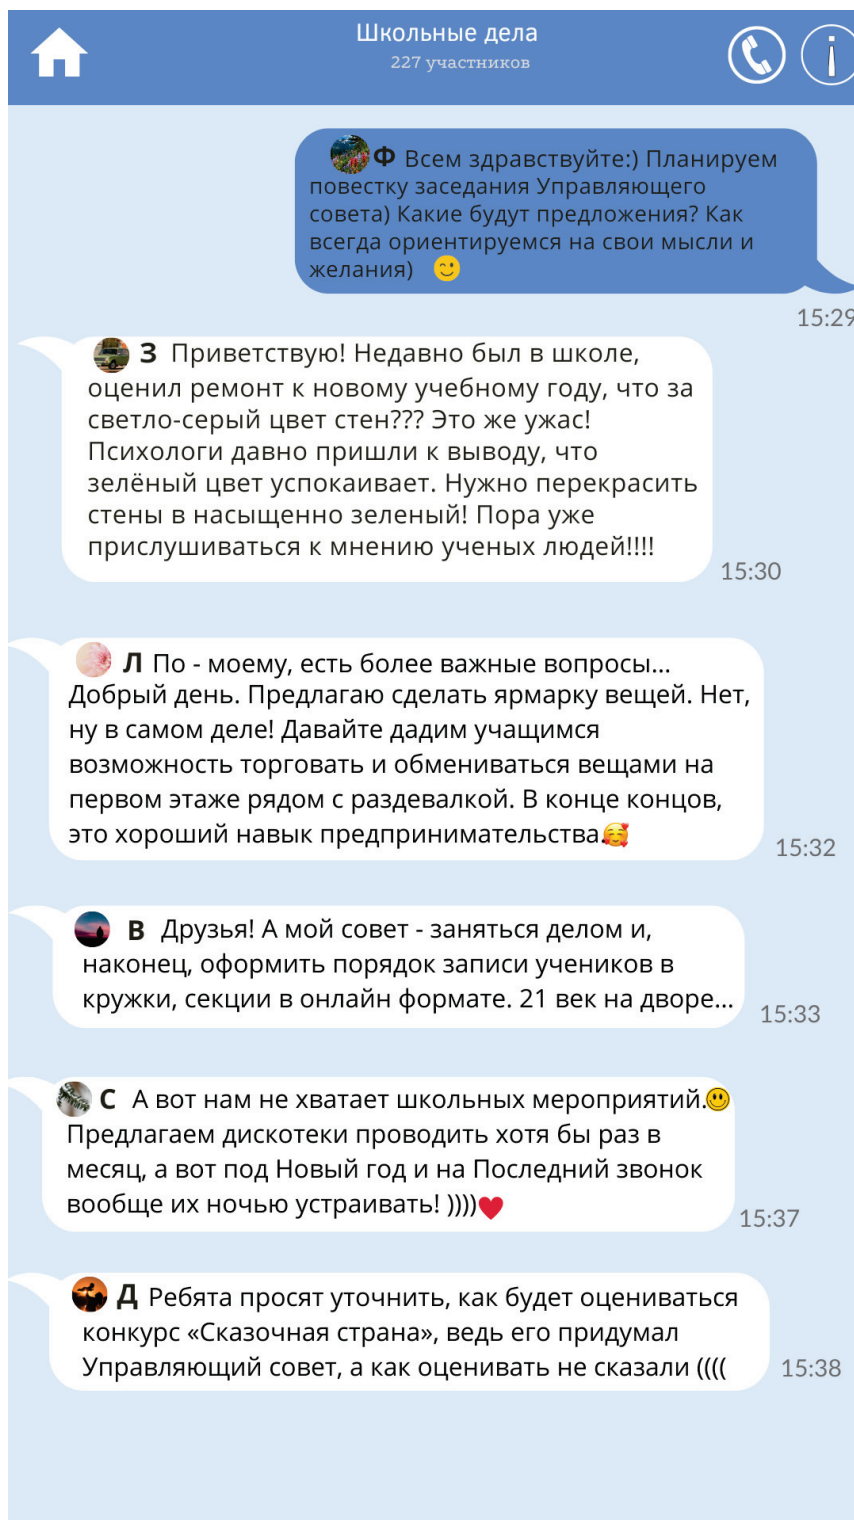 Школьные дела
227 участников
Ф Всем здравствуйте:) Планируем
повестку заседания Управляющего
совета) Какие будут предложения? Как
всегда ориентируемся на свои мысли и
желания)
15:29
З Приветствую! Недавно был в школе,
оценил ремонт к новому учебному году, что за
светло-серый цвет стен??? Это же ужас!
Психологи давно пришли к выводу, что
зелёный цвет успокаивает. Нужно перекрасить
стены в насыщенно зеленый! Пора уже
прислушиваться к мнению ученых людей!!!!
15:30
Л По - моему, есть более важные вопросы...
Добрый день. Предлагаю сделать ярмарку вещей. Нет,
ну в самом деле! Давайте дадим учащимся
возможность торговать и обмениваться вещами на
первом этаже рядом с раздевалкой. В конце концов,
это хороший навык предпринимательства.
15:32
В Друзья! А мой совет - заняться делом и,
наконец, оформить порядок записи учеников в
кружки, секции в онлайн формате. 21 век на дворе...
15:33
С А вот нам не хватает школьных мероприятий.
Предлагаем дискотеки проводить хотя бы раз в
месяц, а вот под Новый год и на Последний звонок
вообще их ночью устраивать! ))))
15:37
Д Ребята просят уточнить, как будет оцениваться
конкурс «Сказочная страна», ведь его придумал
Управляющий совет, а как оценивать не сказали ((((
15:38